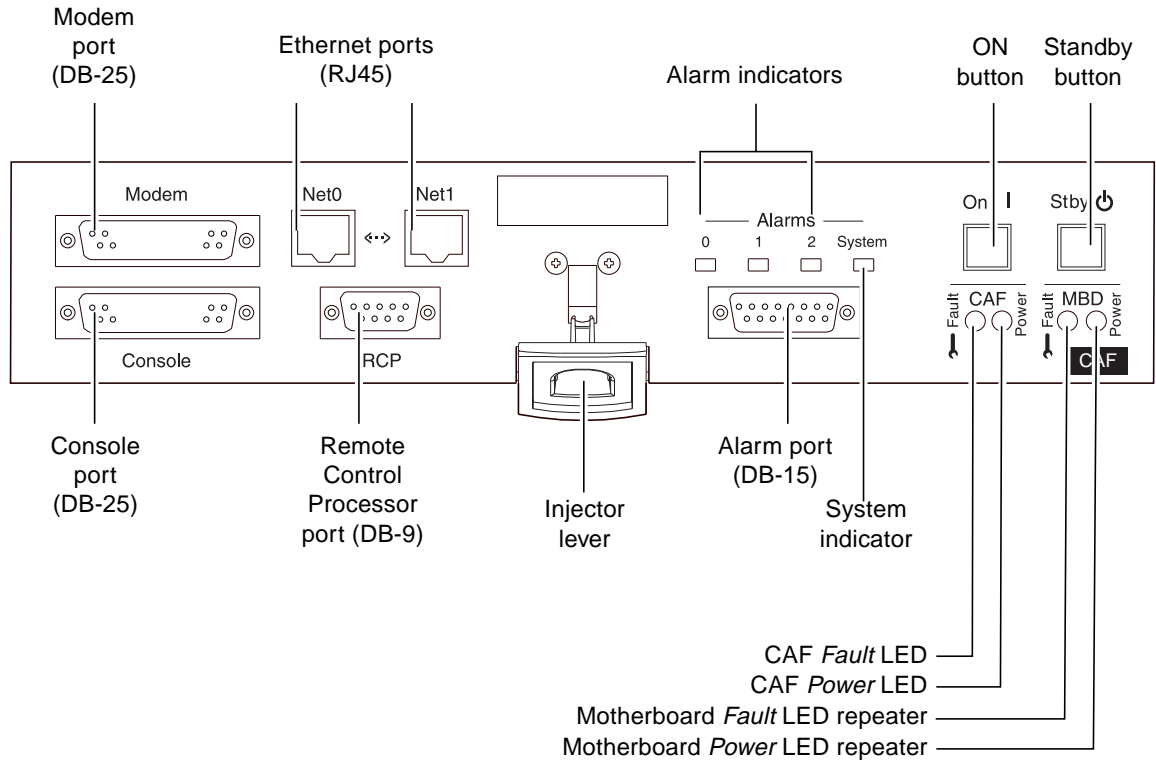 Modem
port
(DB-25)
Ethernet ports
(RJ45)
Alarm indicators
ON
button
Standby
button
Modem
Net0
Net1
Alarms
0 1 2 System
On
Stby
Console
RCP
Fault CAF Power
Fault MBD Power
CAF
Console
port
(DB-25)
Remote
Control
Processor
port (DB-9)
Injector
lever
Alarm port
(DB-15)
System
indicator
CAF Fault LED
CAF Power LED
Motherboard Fault LED repeater
Motherboard Power LED repeater